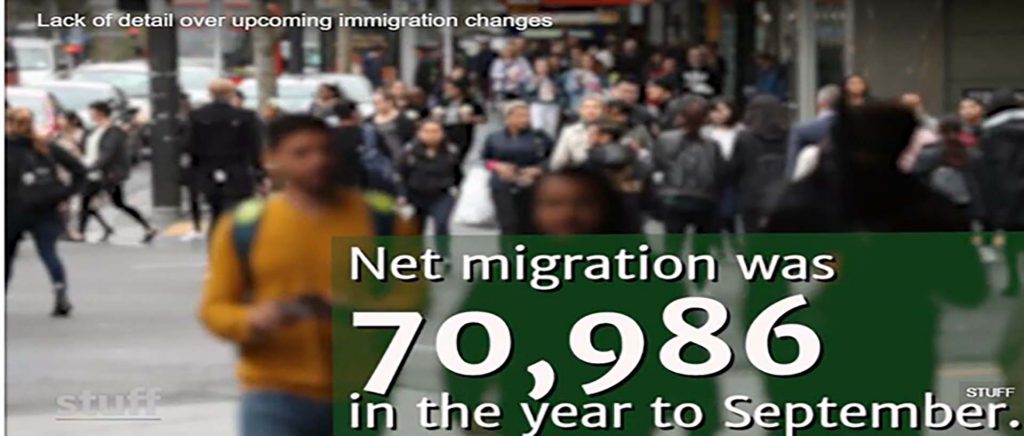 Lack of detail over upcoming immigration changes
Net migration was
70,986
in the year to September.
stuff
STUFF